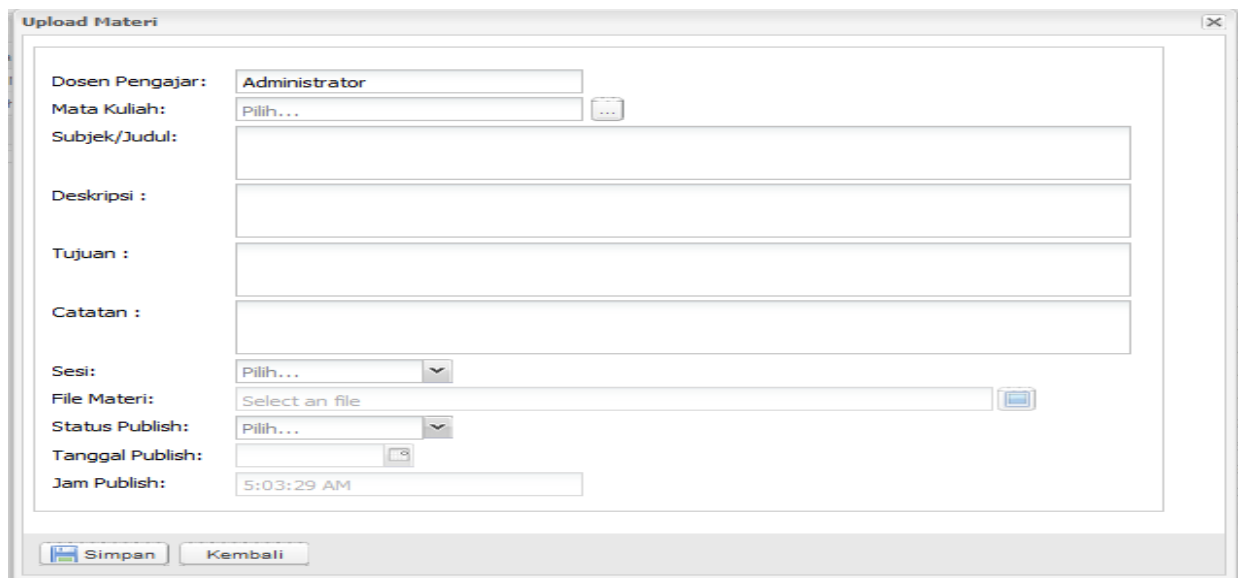 Upload Materi
Dosen Pengajar: Administrator
Mata Kuliah: Pilih... ...
Subjek/Judul:
Deskripsi :
Tujuan :
Catatan :
Sesi: Pilih...
File Materi: Select an file
Status Publish: Pilih...
Tanggal Publish:
Jam Publish: 5:03:29 AM
Simpan Kembali